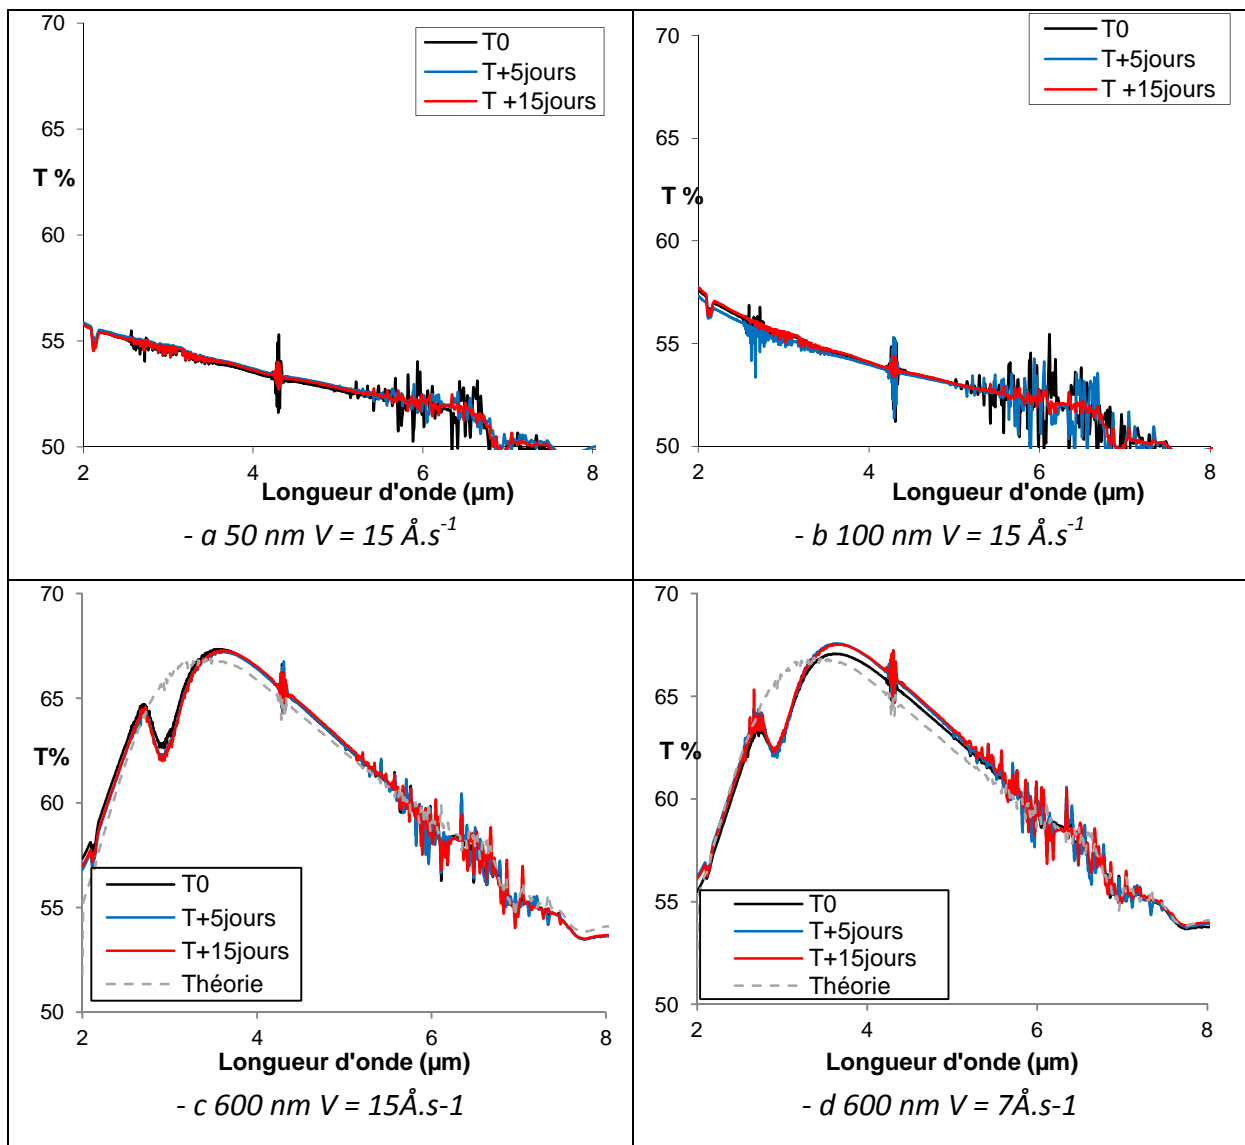 70
65
T %
60
55
50
2
4
6
8
Longueur d'onde (µm)
T0
T+5jours
T +15jours
- a 50 nm V = 15 Å.s-1
70
65
T %
60
55
50
2
4
6
8
Longueur d'onde (µm)
T0
T+5jours
T +15jours
- b 100 nm V = 15 Å.s-1
70
65
T%
60
55
50
2
4
6
8
Longueur d'onde (µm)
T0
T+5jours
T+15jours
Théorie
- c 600 nm V = 15Å.s-1
70
65
T %
60
55
50
2
4
6
8
Longueur d'onde (µm)
T0
T+5jours
T+15jours
Théorie
- d 600 nm V = 7Å.s-1